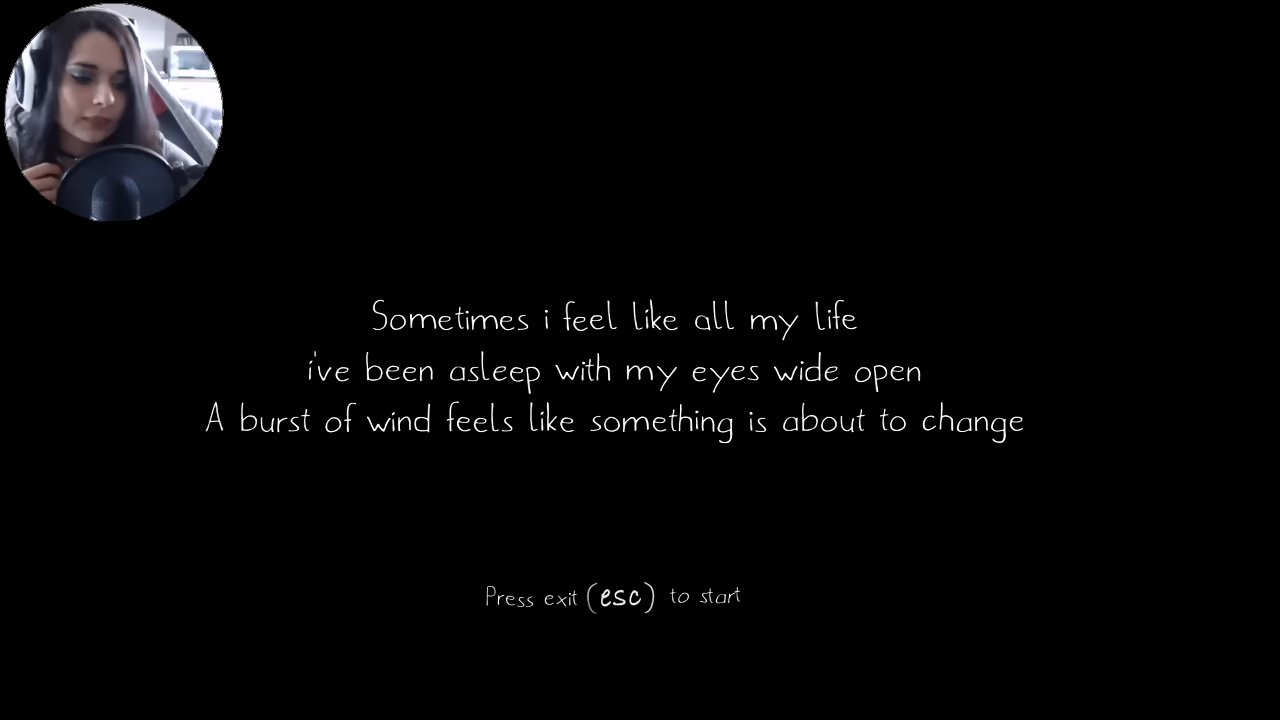 Sometimes i feel like all my life
i've been asleep with my eyes wide open
A burst of wind feels like something is about to change
Press exit (esc) to start